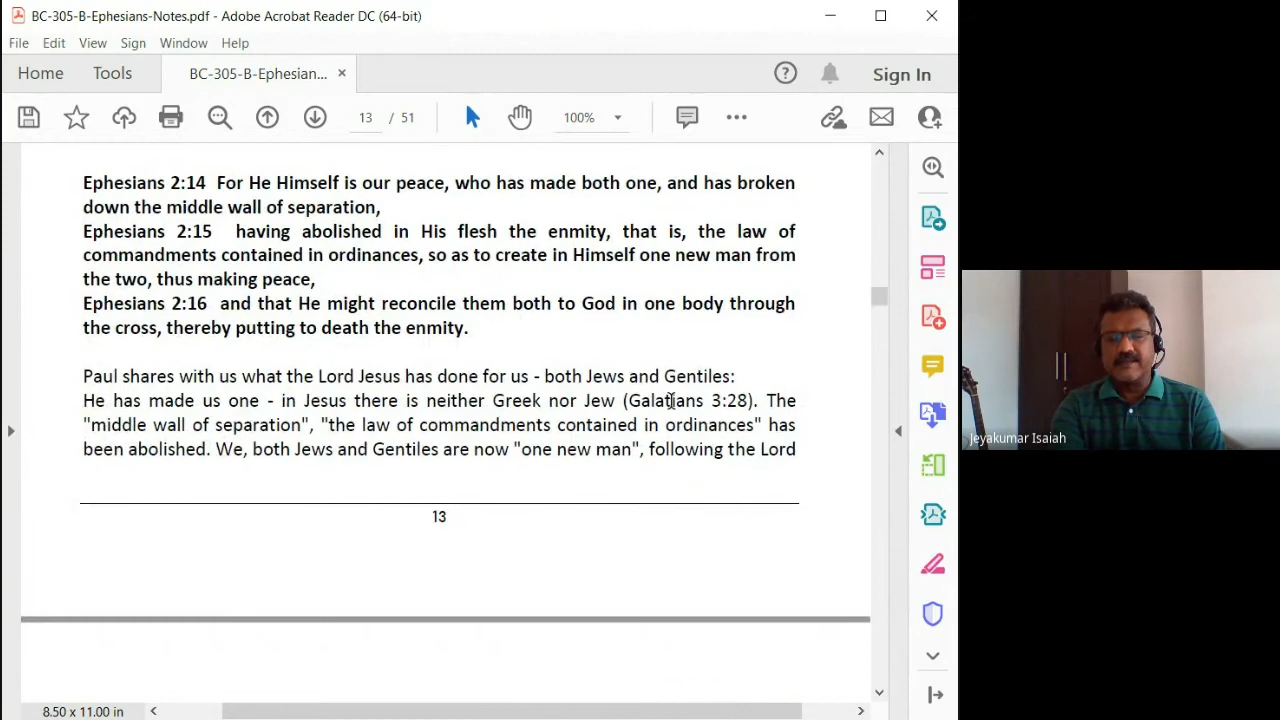 BC-305-B-Ephesians-Notes.pdf - Adobe Acrobat Reader DC (64-bit)
File Edit View Sign Window Help
Home Tools BC-305-B-Ephesian... × Sign In
13 / 51 100%
Ephesians 2:14 For He Himself is our peace, who has made both one, and has broken
down the middle wall of separation,
Ephesians 2:15 having abolished in His flesh the enmity, that is, the law of
commandments contained in ordinances, so as to create in Himself one new man from
the two, thus making peace,
Ephesians 2:16 and that He might reconcile them both to God in one body through
the cross, thereby putting to death the enmity.
Paul shares with us what the Lord Jesus has done for us - both Jews and Gentiles:
He has made us one - in Jesus there is neither Greek nor Jew (Galatians 3:28). The
"middle wall of separation", "the law of commandments contained in ordinances" has
been abolished. We, both Jews and Gentiles are now "one new man", following the Lord
13
8.50 x 11.00 in
Jeyakumar Isaiah